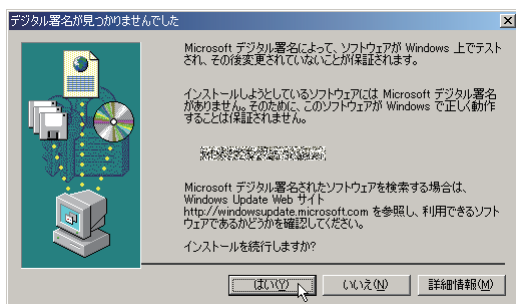 デジタル署名が見つかりませんでした
Microsoft デジタル署名によって、ソフトウェアが Windows 上でテスト
され、その後変更されていないことが保証されます。
インストールしようとしているソフトウェアには Microsoft デジタル署名
がありません。そのために、このソフトウェアが Windows で正しく動作
することは保証されません。
Microsoft デジタル署名されたソフトウェアを検索する場合は、
Windows Update Web サイト
http://windowsupdate.microsoft.com を参照し、利用できるソフト
ウェアであるかどうかを確認してください。
インストールを続行しますか?
はい(Y) いいえ(N) 詳細情報(M)